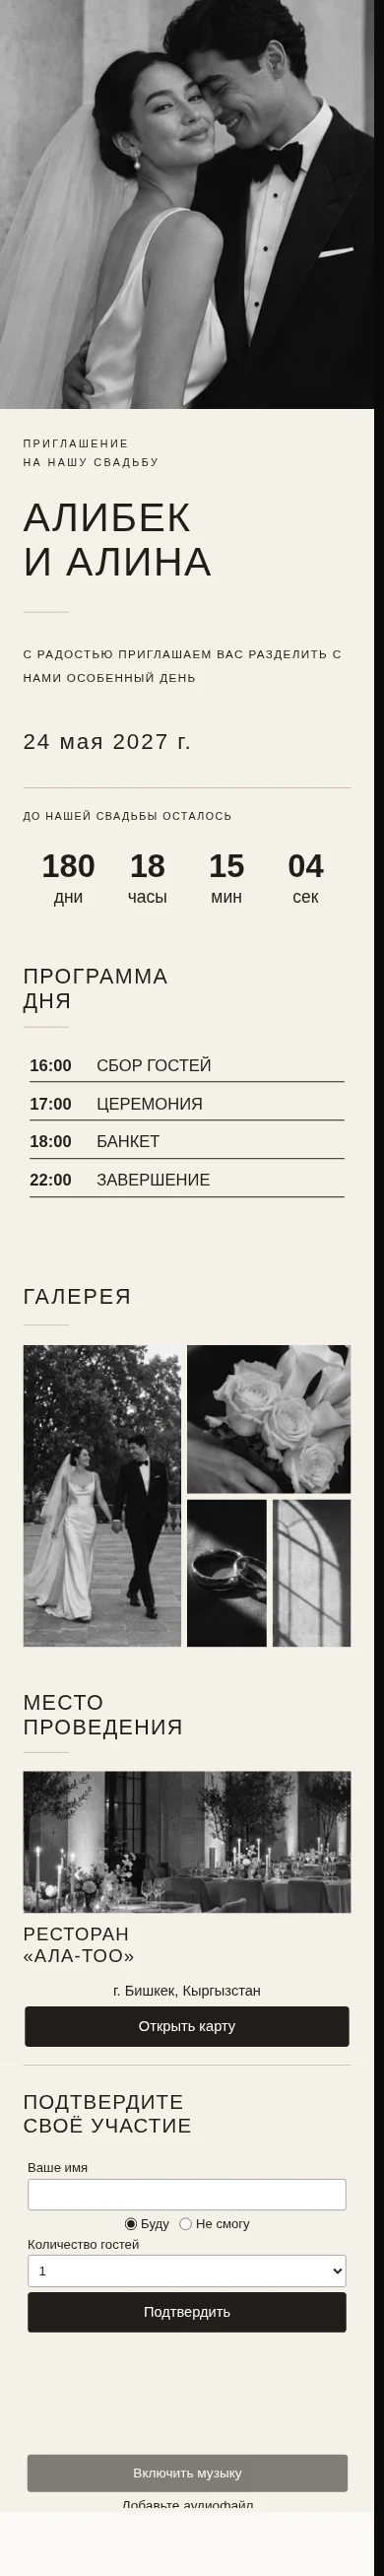 ПРИГЛАШЕНИЕ
НА НАШУ СВАДЬБУ
АЛИБЕК
И АЛИНА
С РАДОСТЬЮ ПРИГЛАШАЕМ ВАС РАЗДЕЛИТЬ С
НАМИ ОСОБЕННЫЙ ДЕНЬ
24 мая 2027 г.
ДО НАШЕЙ СВАДЬБЫ ОСТАЛОСЬ
180 18 15 04
дни часы мин сек
ПРОГРАММА
ДНЯ
16:00 СБОР ГОСТЕЙ
17:00 ЦЕРЕМОНИЯ
18:00 БАНКЕТ
22:00 ЗАВЕРШЕНИЕ
ГАЛЕРЕЯ
МЕСТО
ПРОВЕДЕНИЯ
РЕСТОРАН
«АЛА-ТОО»
г. Бишкек, Кыргызстан
Открыть карту
ПОДТВЕРДИТЕ
СВОЁ УЧАСТИЕ
Ваше имя
Буду Не смогу
Количество гостей
1
Подтвердить
Включить музыку
Добавьте аудиофайл